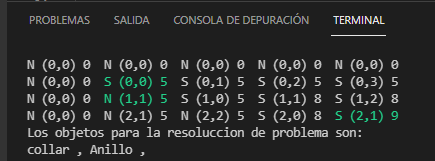 PROBLEMAS SALIDA CONSOLA DE DEPURACIÓN TERMINAL
N (0,0) 0 N (0,0) 0 N (0,0) 0 N (0,0) 0 N (0,0) 0
N (0,0) 0 S (0,0) 5 S (0,1) 5 S (0,2) 5 S (0,3) 5
N (0,0) 0 N (1,1) 5 S (1,0) 5 S (1,1) 8 S (1,2) 8
N (0,0) 0 N (2,1) 5 N (2,2) 5 S (2,0) 8 S (2,1) 9
Los objetos para la resoluccion de problema son:
collar , Anillo ,